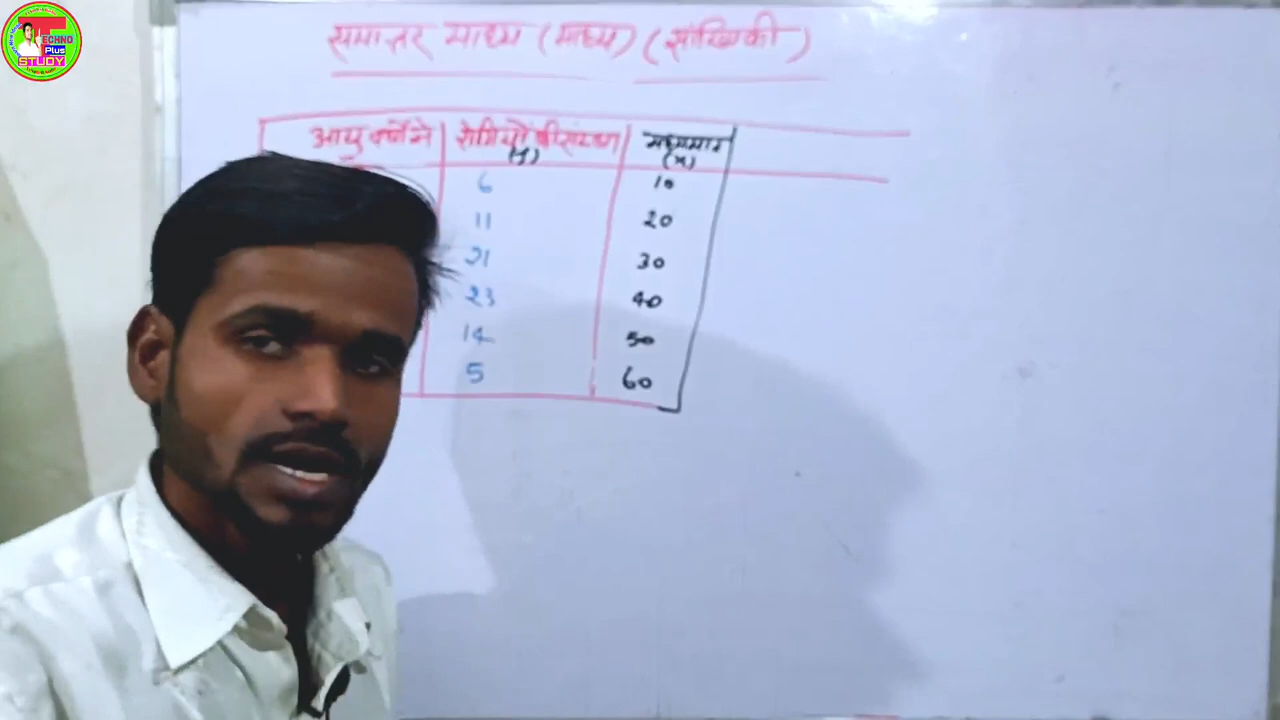 समान्तर माध्य (माध्य) (सांख्यिकी)
आयु वर्षो में रोगियों की संख्या (f) मध्यमान (x)
6 10
11 20
21 30
23 40
14 50
5 60
TECHNO
Plus
STUDY